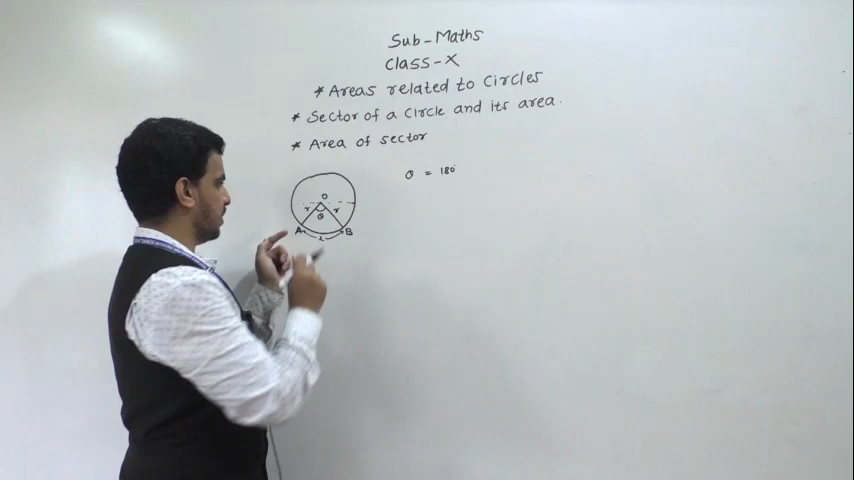 Sub-Maths
Class-X
* Areas related to Circles
* Sector of a Circle and its area.
* Area of sector
θ = 180°
O
r r
θ
A B
l